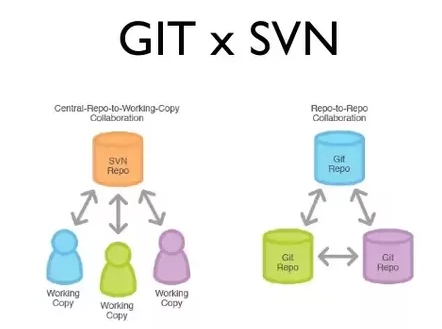 GIT x SVN
Central-Repo-to-Working-Copy
Collaboration
SVN
Repo
Working
Copy
Working
Copy
Working
Copy
Repo-to-Repo
Collaboration
Git
Repo
Git
Repo
Git
Repo